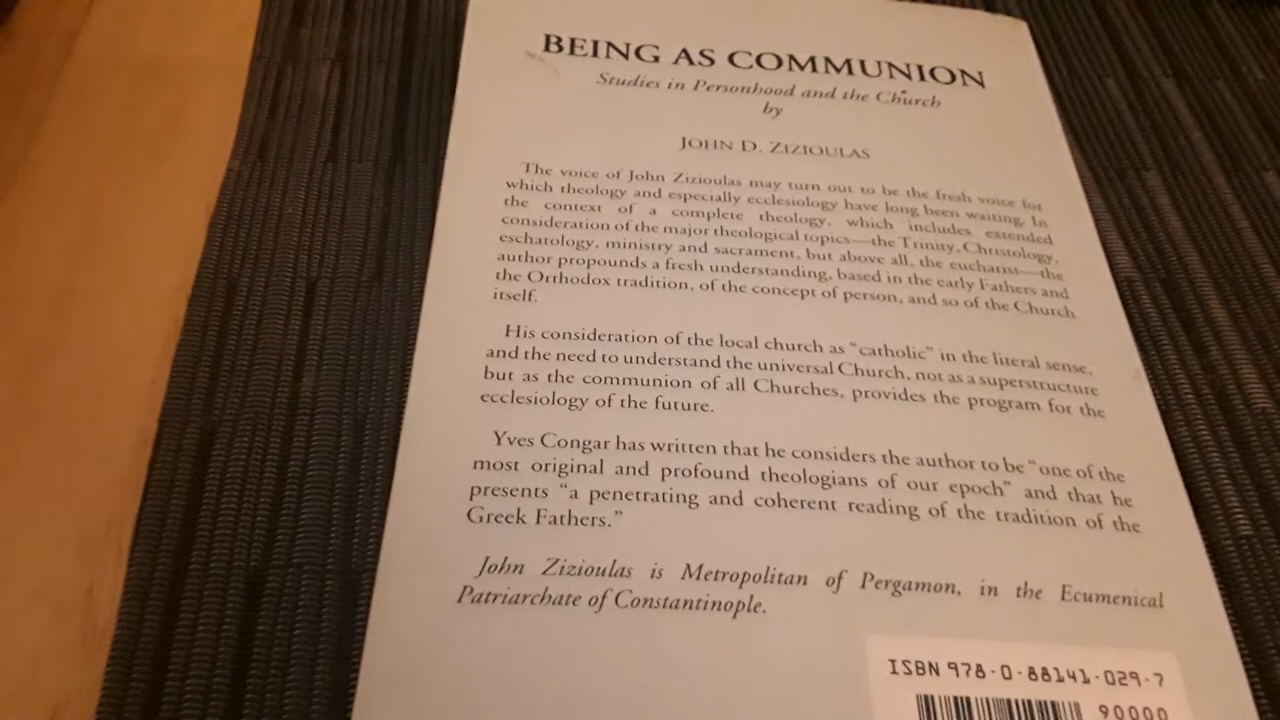 BEING AS COMMUNION
Studies in Personhood and the Church
by
JOHN D. ZIZIOULAS
The voice of John Zizioulas may turn out to be the fresh voice for
which theology and especially ecclesiology have long been waiting. In
the context of a complete theology, which includes extended
consideration of the major theological topics—the Trinity, Christology,
eschatology, ministry and sacrament, but above all, the eucharist—the
author propounds a fresh understanding, based in the early Fathers and
the Orthodox tradition, of the concept of person, and so of the Church
itself.
His consideration of the local church as “catholic” in the literal sense,
and the need to understand the universal Church, not as a superstructure
but as the communion of all Churches, provides the program for the
ecclesiology of the future.
Yves Congar has written that he considers the author to be “one of the
most original and profound theologians of our epoch” and that he
presents “a penetrating and coherent reading of the tradition of the
Greek Fathers.”
John Zizioulas is Metropolitan of Pergamon, in the Ecumenical
Patriarchate of Constantinople.
ISBN 978-0-88141-029-7
90000